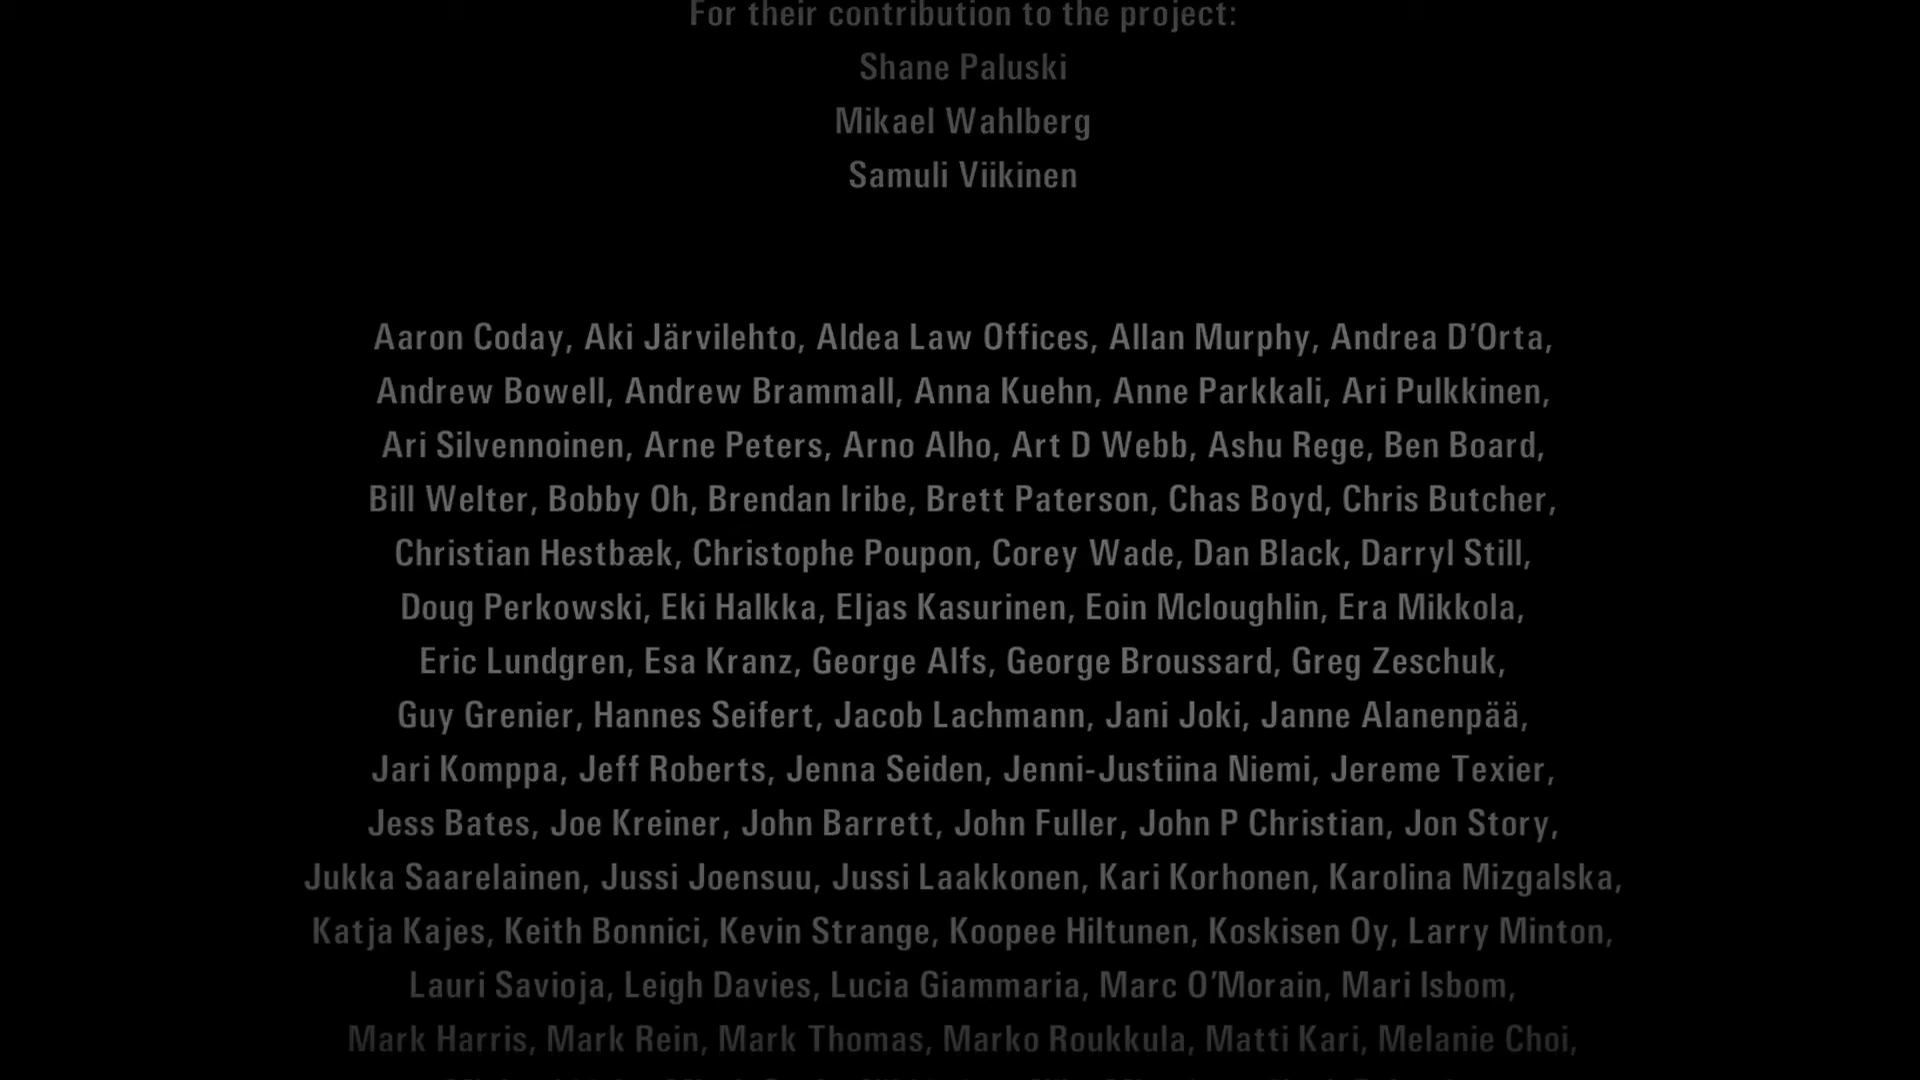 For their contribution to the project:
Shane Paluski
Mikael Wahlberg
Samuli Viikinen
Aaron Coday, Aki Järvilehto, Aldea Law Offices, Allan Murphy, Andrea D’Orta,
Andrew Bowell, Andrew Brammall, Anna Kuehn, Anne Parkkali, Ari Pulkkinen,
Ari Silvennoinen, Arne Peters, Arno Alho, Art D Webb, Ashu Rege, Ben Board,
Bill Welter, Bobby Oh, Brendan Iribe, Brett Paterson, Chas Boyd, Chris Butcher,
Christian Hestbæk, Christophe Poupon, Corey Wade, Dan Black, Darryl Still,
Doug Perkowski, Eki Halkka, Eljas Kasurinen, Eoin Mcloughlin, Era Mikkola,
Eric Lundgren, Esa Kranz, George Alfs, George Broussard, Greg Zeschuk,
Guy Grenier, Hannes Seifert, Jacob Lachmann, Jani Joki, Janne Alanenpää,
Jari Komppa, Jeff Roberts, Jenna Seiden, Jenni-Justiina Niemi, Jereme Texier,
Jess Bates, Joe Kreiner, John Barrett, John Fuller, John P Christian, Jon Story,
Jukka Saarelainen, Jussi Joensuu, Jussi Laakkonen, Kari Korhonen, Karolina Mizgalska,
Katja Kajes, Keith Bonnici, Kevin Strange, Koopee Hiltunen, Koskisen Oy, Larry Minton,
Lauri Savioja, Leigh Davies, Lucia Giammaria, Marc O’Morain, Mari Isbom,
Mark Harris, Mark Rein, Mark Thomas, Marko Roukkula, Matti Kari, Melanie Choi,